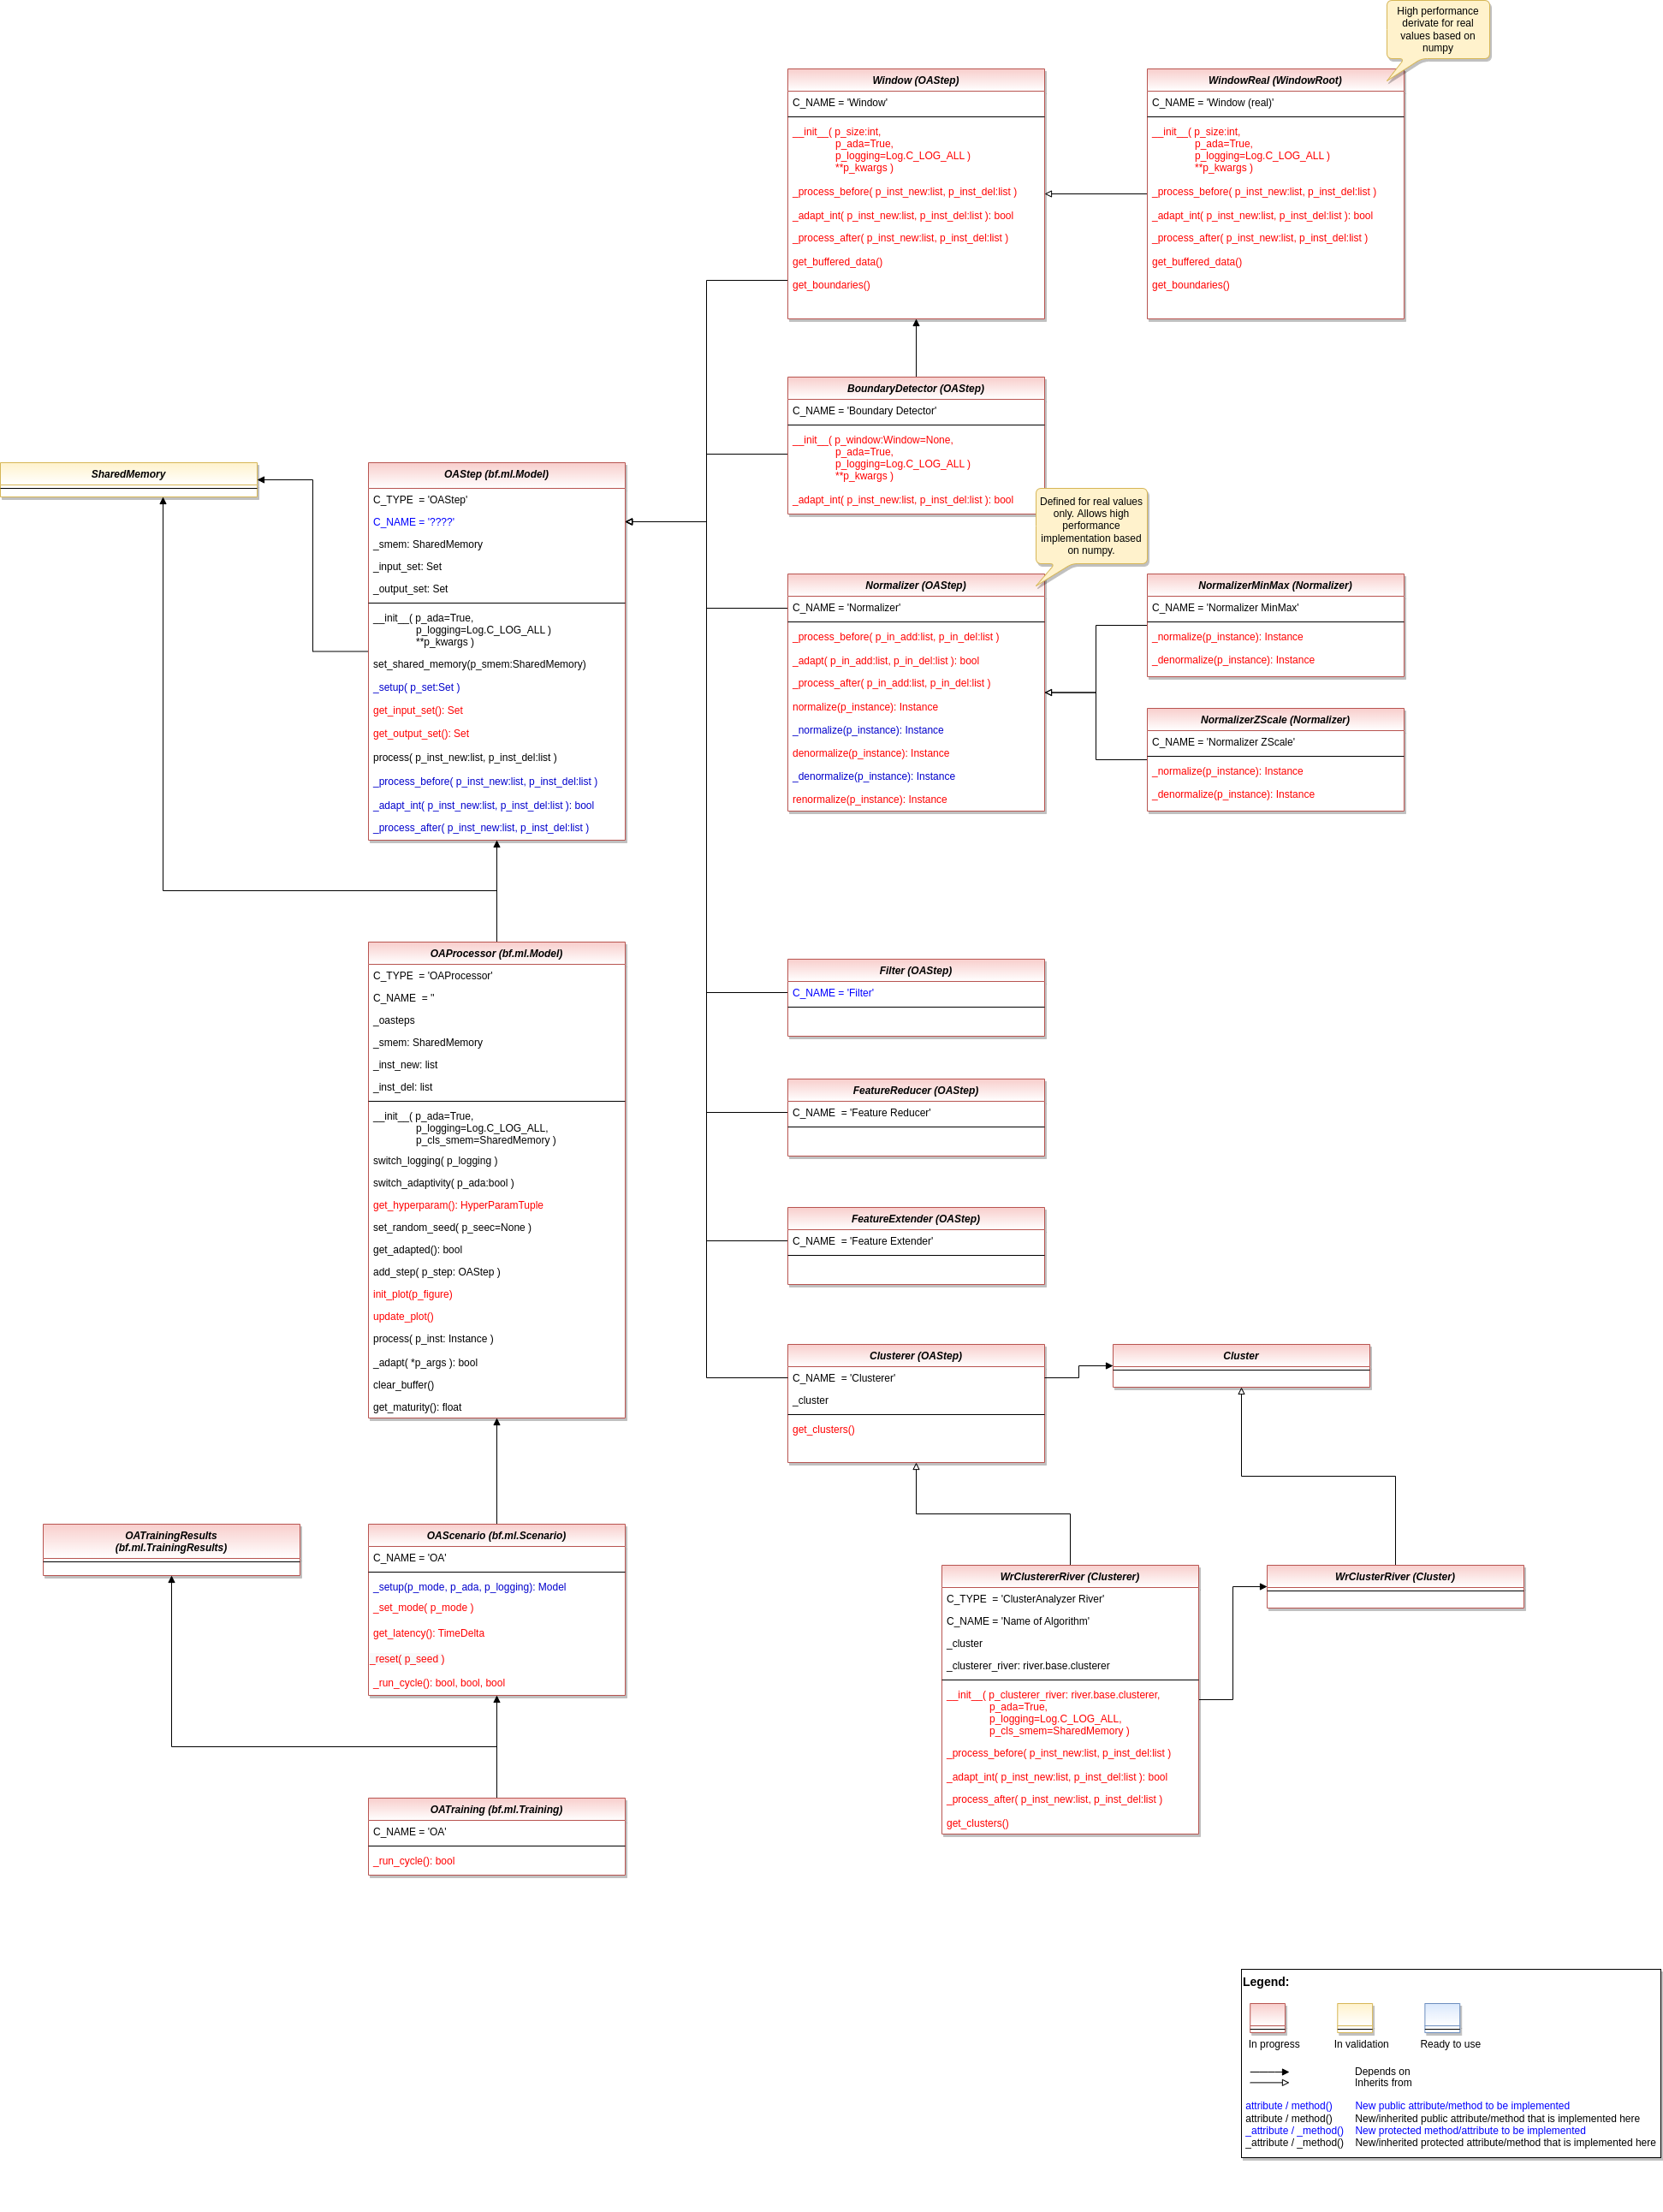 High performance
derivate for real
values based on
numpy
Window (OAStep)
C_NAME = 'Window'
__init__( p_size:int,
p_ada=True,
p_logging=Log.C_LOG_ALL )
**p_kwargs )
_process_before( p_inst_new:list, p_inst_del:list )
_adapt_int( p_inst_new:list, p_inst_del:list ): bool
_process_after( p_inst_new:list, p_inst_del:list )
get_buffered_data()
get_boundaries()
WindowReal (WindowRoot)
C_NAME = 'Window (real)'
__init__( p_size:int,
p_ada=True,
p_logging=Log.C_LOG_ALL )
**p_kwargs )
_process_before( p_inst_new:list, p_inst_del:list )
_adapt_int( p_inst_new:list, p_inst_del:list ): bool
_process_after( p_inst_new:list, p_inst_del:list )
get_buffered_data()
get_boundaries()
BoundaryDetector (OAStep)
C_NAME = 'Boundary Detector'
__init__( p_window:Window=None,
p_ada=True,
p_logging=Log.C_LOG_ALL )
**p_kwargs )
_adapt_int( p_inst_new:list, p_inst_del:list ): bool
SharedMemory
OAStep (bf.ml.Model)
C_TYPE  = 'OAStep'
C_NAME = '????'
_smem: SharedMemory
_input_set: Set
_output_set: Set
__init__( p_ada=True,
p_logging=Log.C_LOG_ALL )
**p_kwargs )
set_shared_memory(p_smem:SharedMemory)
_setup( p_set:Set )
get_input_set(): Set
get_output_set(): Set
process( p_inst_new:list, p_inst_del:list )
_process_before( p_inst_new:list, p_inst_del:list )
_adapt_int( p_inst_new:list, p_inst_del:list ): bool
_process_after( p_inst_new:list, p_inst_del:list )
Defined for real values
only. Allows high
performance
implementation based
on numpy.
Normalizer (OAStep)
C_NAME = 'Normalizer'
_process_before( p_in_add:list, p_in_del:list )
_adapt( p_in_add:list, p_in_del:list ): bool
_process_after( p_in_add:list, p_in_del:list )
normalize(p_instance): Instance
_normalize(p_instance): Instance
denormalize(p_instance): Instance
_denormalize(p_instance): Instance
renormalize(p_instance): Instance
NormalizerMinMax (Normalizer)
C_NAME = 'Normalizer MinMax'
_normalize(p_instance): Instance
_denormalize(p_instance): Instance
NormalizerZScale (Normalizer)
C_NAME = 'Normalizer ZScale'
_normalize(p_instance): Instance
_denormalize(p_instance): Instance
OAProcessor (bf.ml.Model)
C_TYPE  = 'OAProcessor'
C_NAME  = ''
_oasteps
_smem: SharedMemory
_inst_new: list
_inst_del: list
__init__( p_ada=True,
p_logging=Log.C_LOG_ALL,
p_cls_smem=SharedMemory )
switch_logging( p_logging )
switch_adaptivity( p_ada:bool )
get_hyperparam(): HyperParamTuple
set_random_seed( p_seec=None )
get_adapted(): bool
add_step( p_step: OAStep )
init_plot(p_figure)
update_plot()
process( p_inst: Instance )
_adapt( *p_args ): bool
clear_buffer()
get_maturity(): float
Filter (OAStep)
C_NAME = 'Filter'
FeatureReducer (OAStep)
C_NAME  = 'Feature Reducer'
FeatureExtender (OAStep)
C_NAME  = 'Feature Extender'
Clusterer (OAStep)
C_NAME  = 'Clusterer'
_cluster
get_clusters()
Cluster
OATrainingResults
(bf.ml.TrainingResults)
OAScenario (bf.ml.Scenario)
C_NAME = 'OA'
_setup(p_mode, p_ada, p_logging): Model
_set_mode( p_mode )
get_latency(): TimeDelta
_reset( p_seed )
_run_cycle(): bool, bool, bool
WrClustererRiver (Clusterer)
C_TYPE  = 'ClusterAnalyzer River'
C_NAME = 'Name of Algorithm'
_cluster
_clusterer_river: river.base.clusterer
__init__( p_clusterer_river: river.base.clusterer,
p_ada=True,
p_logging=Log.C_LOG_ALL,
p_cls_smem=SharedMemory )
_process_before( p_inst_new:list, p_inst_del:list )
_adapt_int( p_inst_new:list, p_inst_del:list ): bool
_process_after( p_inst_new:list, p_inst_del:list )
get_clusters()
WrClusterRiver (Cluster)
OATraining (bf.ml.Training)
C_NAME = 'OA'
_run_cycle(): bool
Legend:
In progress
In validation
Ready to use
Depends on
Inherits from
attribute / method() New public attribute/method to be implemented
attribute / method() New/inherited public attribute/method that is implemented here
_attribute / _method() New protected method/attribute to be implemented
_attribute / _method() New/inherited protected attribute/method that is implemented here